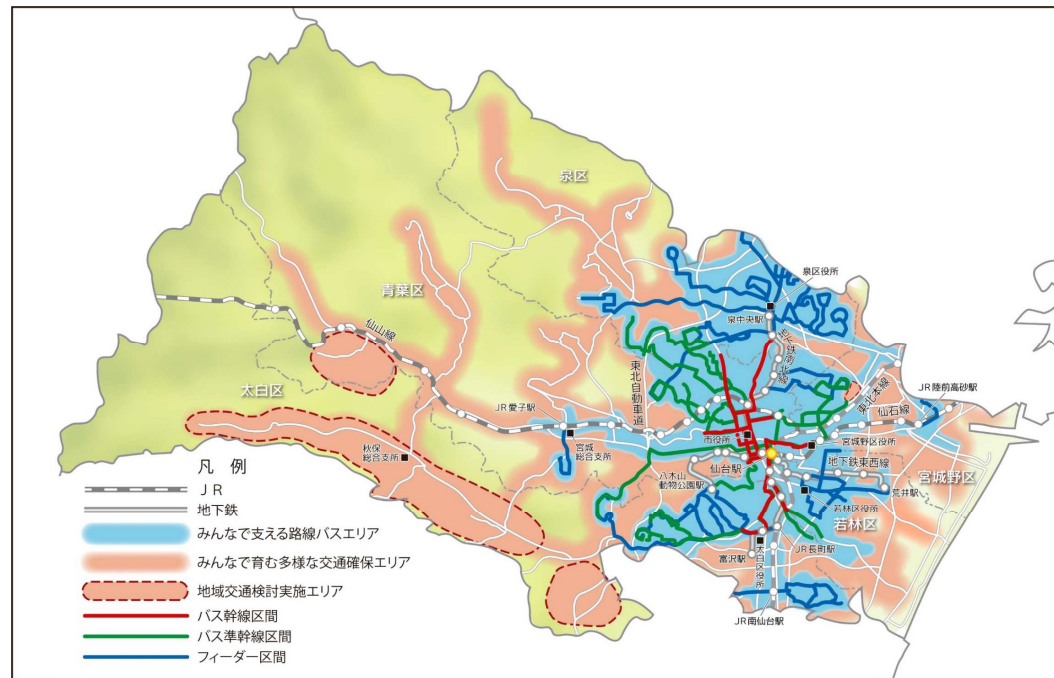 泉区
泉区役所
泉中央駅
地下鉄南北線
青葉区
仙山線
東北自動車道
東北本線
JR陸前高砂駅
仙石線
太白区
JR愛子駅
宮城
総合支所
市役所
宮城野区役所
秋保
総合支所
仙台駅
地下鉄東西線
宮城野区
八木山
動物公園駅
荒井駅
若林区役所
若林区
富沢駅
太白区役所
JR長町駅
JR南仙台駅
凡 例
JR
地下鉄
みんなで支える路線バスエリア
みんなで育む多様な交通確保エリア
地域交通検討実施エリア
バス幹線区間
バス準幹線区間
フィーダー区間